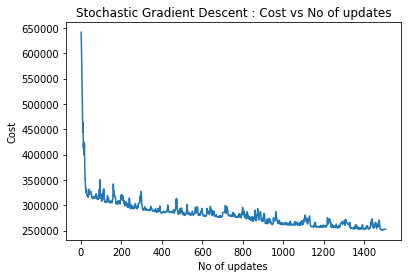 Stochastic Gradient Descent : Cost vs No of updates
650000
600000
550000
500000
450000
400000
350000
300000
250000
Cost
0 200 400 600 800 1000 1200 1400
No of updates